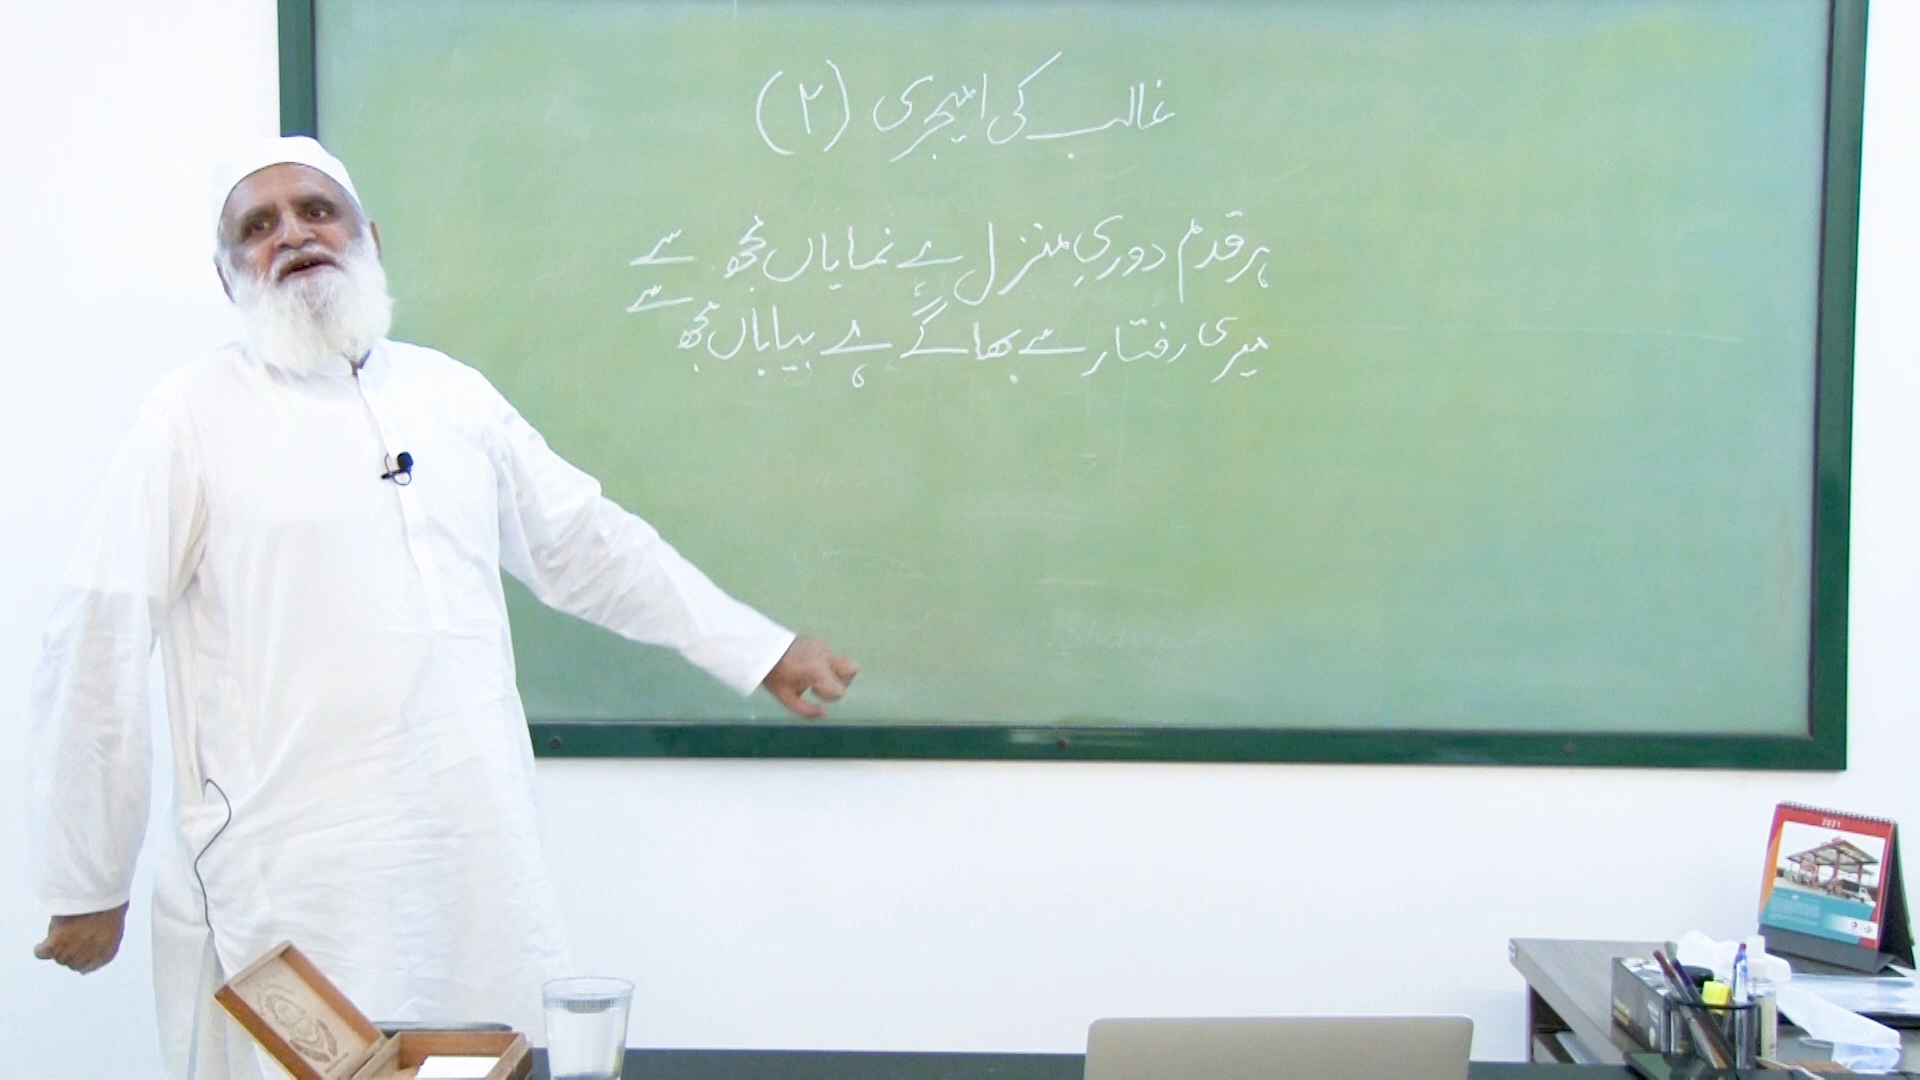 غالب کی امیجری (۲)
ہر قدم دوریِ منزل ہے نمایاں مجھ سے
میری رفتار سے بھاگے ہے بیاباں مجھ سے
2021